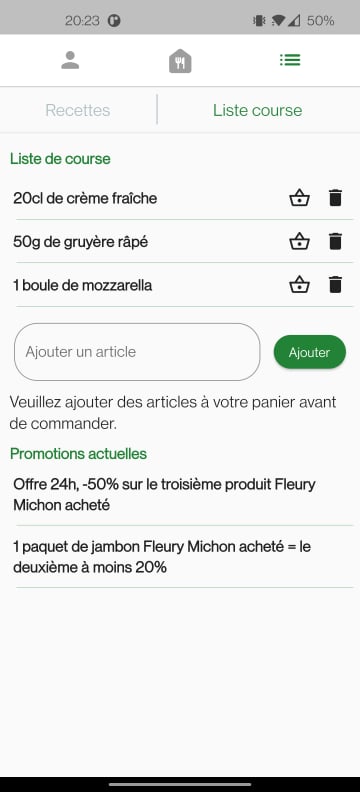 20:23
50%
Recettes
Liste course
Liste de course
20cl de crème fraîche
50g de gruyère râpé
1 boule de mozzarella
Ajouter un article
Ajouter
Veuillez ajouter des articles à votre panier avant
de commander.
Promotions actuelles
Offre 24h, -50% sur le troisième produit Fleury
Michon acheté
1 paquet de jambon Fleury Michon acheté = le
deuxième à moins 20%